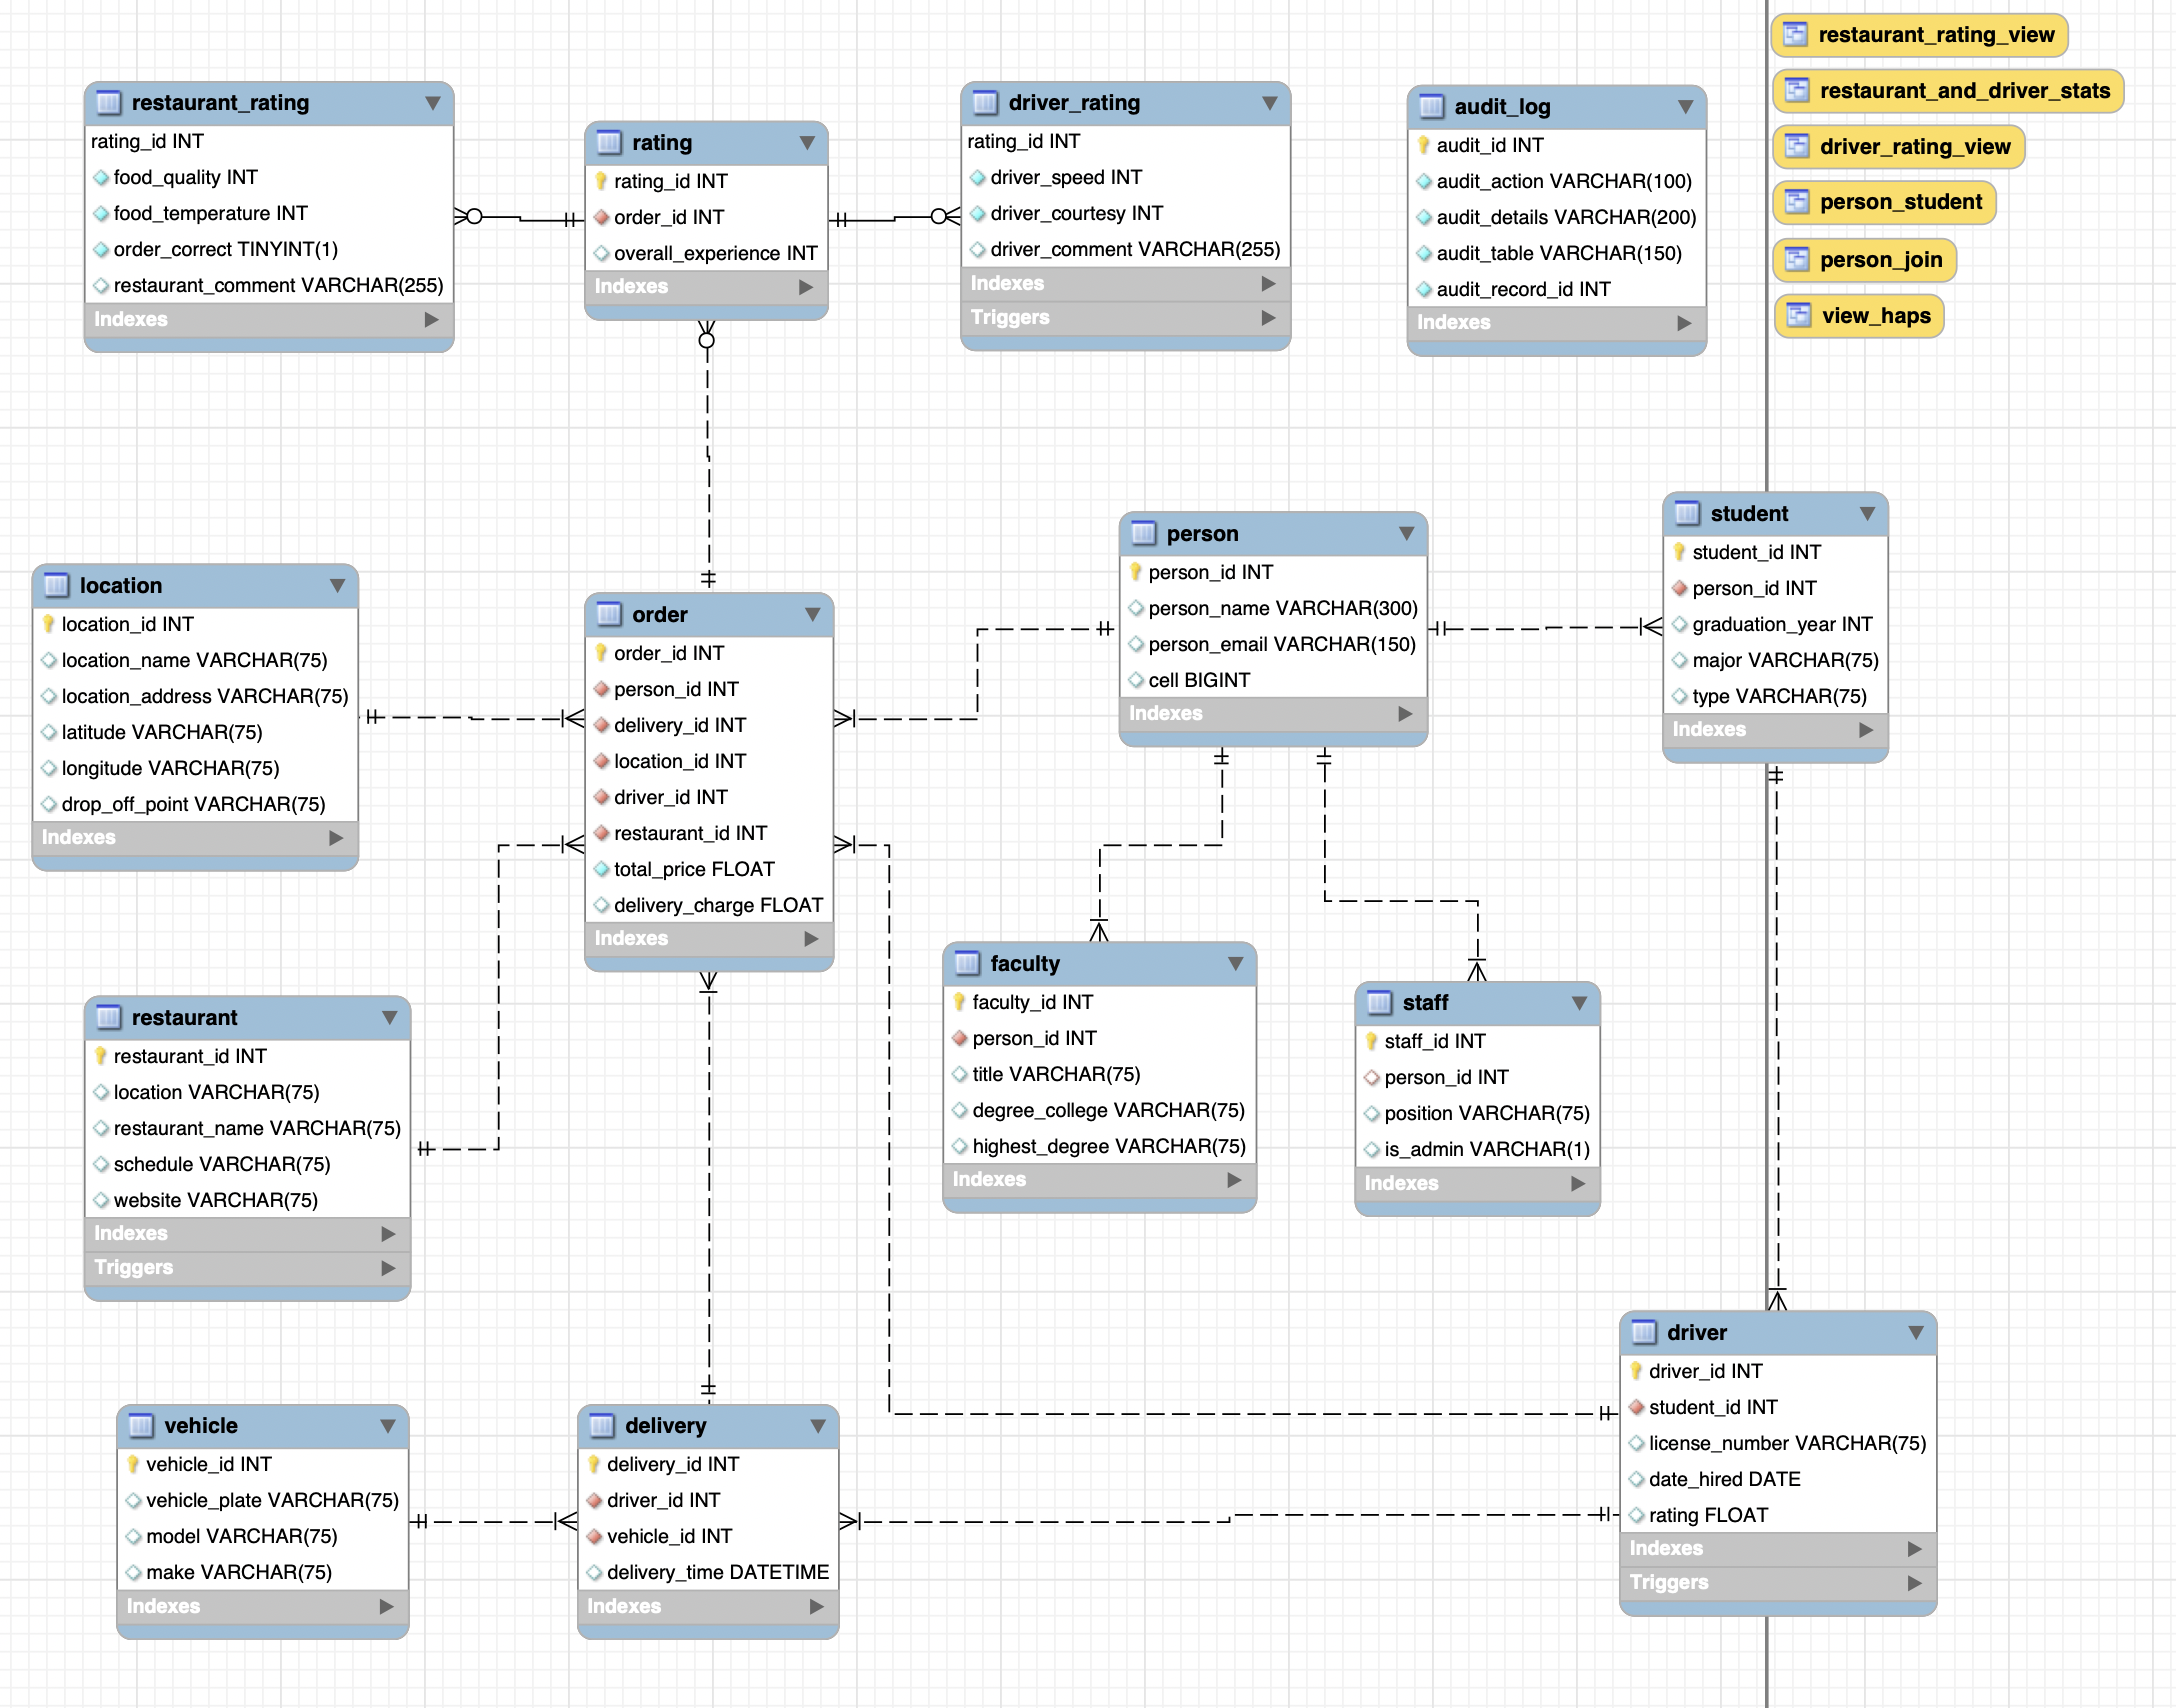 restaurant_rating
rating_id INT
food_quality INT
food_temperature INT
order_correct TINYINT(1)
restaurant_comment VARCHAR(255)
Indexes
rating
rating_id INT
order_id INT
overall_experience INT
Indexes
driver_rating
rating_id INT
driver_speed INT
driver_courtesy INT
driver_comment VARCHAR(255)
Indexes
Triggers
audit_log
audit_id INT
audit_action VARCHAR(100)
audit_details VARCHAR(200)
audit_table VARCHAR(150)
audit_record_id INT
Indexes
restaurant_rating_view
restaurant_and_driver_stats
driver_rating_view
person_student
person_join
view_haps
location
location_id INT
location_name VARCHAR(75)
location_address VARCHAR(75)
latitude VARCHAR(75)
longitude VARCHAR(75)
drop_off_point VARCHAR(75)
Indexes
order
order_id INT
person_id INT
delivery_id INT
location_id INT
driver_id INT
restaurant_id INT
total_price FLOAT
delivery_charge FLOAT
Indexes
person
person_id INT
person_name VARCHAR(300)
person_email VARCHAR(150)
cell BIGINT
Indexes
student
student_id INT
person_id INT
graduation_year INT
major VARCHAR(75)
type VARCHAR(75)
Indexes
restaurant
restaurant_id INT
location VARCHAR(75)
restaurant_name VARCHAR(75)
schedule VARCHAR(75)
website VARCHAR(75)
Indexes
Triggers
faculty
faculty_id INT
person_id INT
title VARCHAR(75)
degree_college VARCHAR(75)
highest_degree VARCHAR(75)
Indexes
staff
staff_id INT
person_id INT
position VARCHAR(75)
is_admin VARCHAR(1)
Indexes
vehicle
vehicle_id INT
vehicle_plate VARCHAR(75)
model VARCHAR(75)
make VARCHAR(75)
Indexes
delivery
delivery_id INT
driver_id INT
vehicle_id INT
delivery_time DATETIME
Indexes
driver
driver_id INT
student_id INT
license_number VARCHAR(75)
date_hired DATE
rating FLOAT
Indexes
Triggers